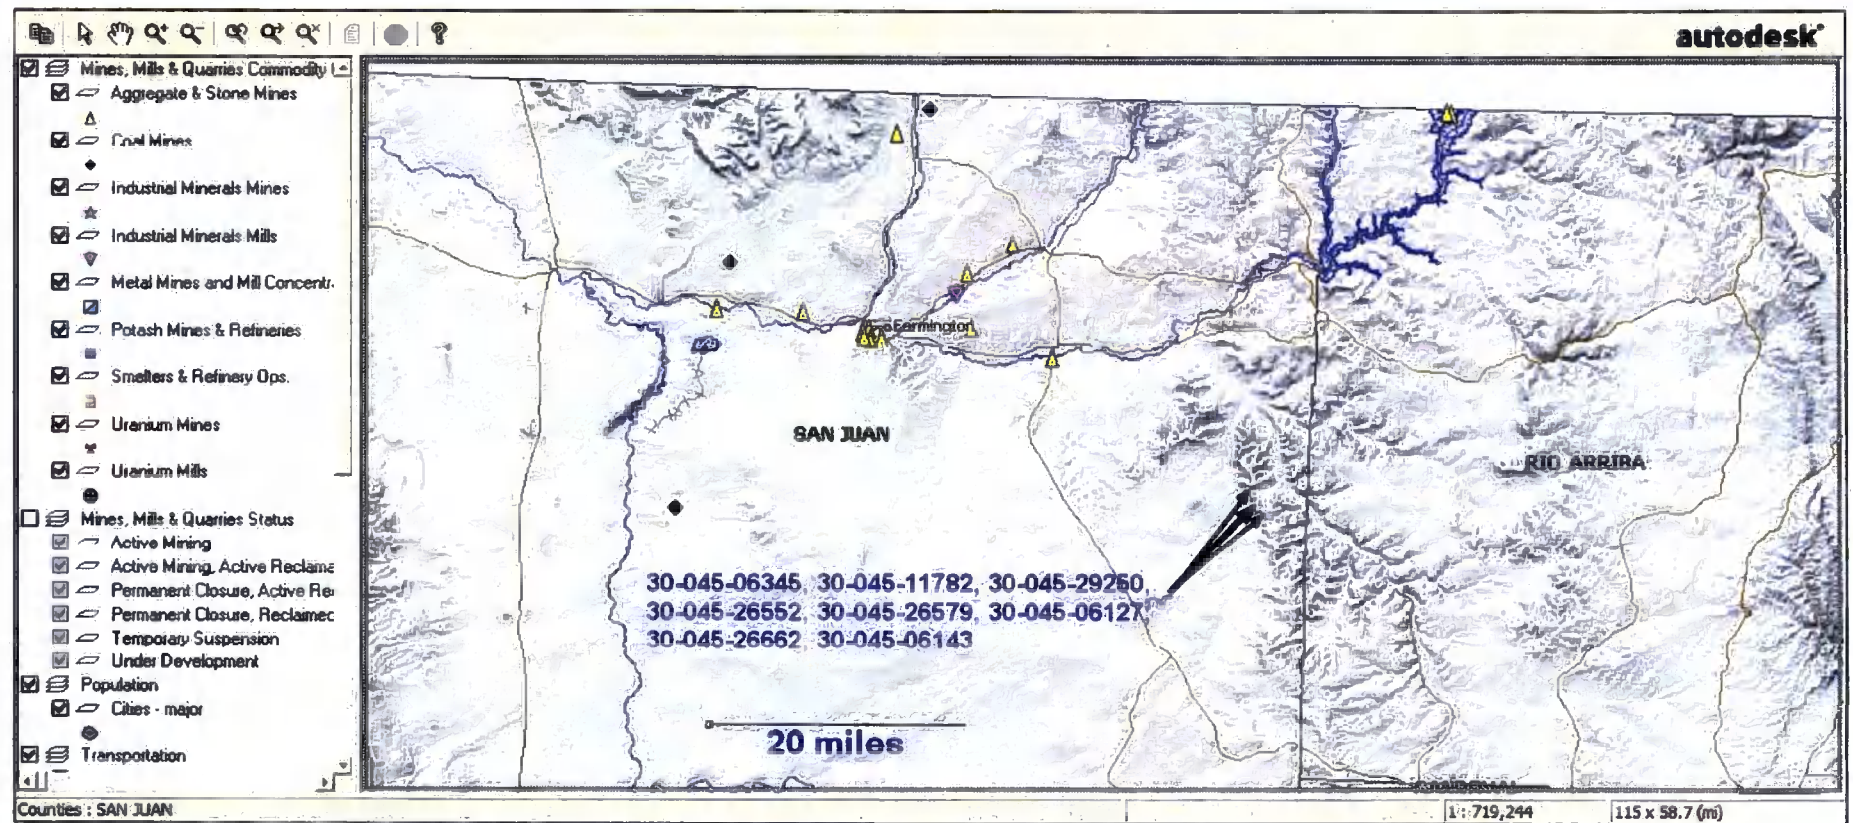 autodesk
Mines, Mills & Quarries Commodity
Aggregate & Stone Mines
Coal Mines
Industrial Minerals Mines
Industrial Minerals Mills
Metal Mines and Mill Concentr
Potash Mines & Refineries
Smelters & Refinery Ops.
Uranium Mines
Uranium Mills
Mines, Mills & Quarries Status
Active Mining
Active Mining, Active Reclama
Permanent Closure, Active Re
Permanent Closure, Reclaimed
Temporary Suspension
Under Development
Population
Cities - major
Transportation
Farmington
SAN JUAN
RIO ARRIBA
30-045-06345, 30-045-11782, 30-045-29250,
30-045-26552, 30-045-26579, 30-045-06127,
30-045-26662, 30-045-06143
20 miles
Counties : SAN JUAN
1 : 719,244
115 x 58.7 (mi)